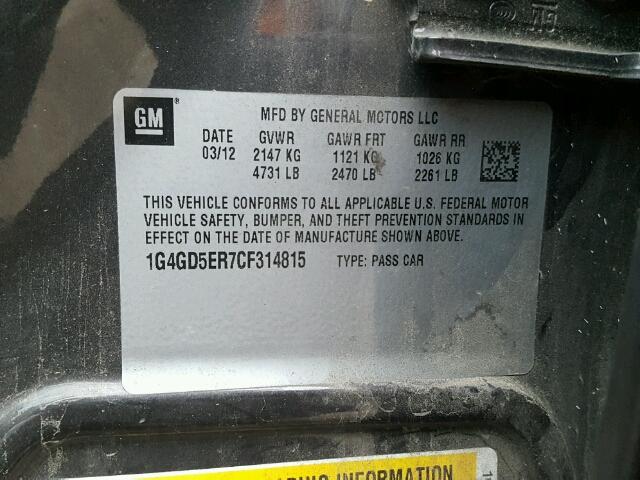 GM
MFD BY GENERAL MOTORS LLC
DATE GVWR GAWR FRT GAWR RR
03/12 2147 KG 1121 KG 1026 KG
4731 LB 2470 LB 2261 LB
THIS VEHICLE CONFORMS TO ALL APPLICABLE U.S. FEDERAL MOTOR
VEHICLE SAFETY, BUMPER, AND THEFT PREVENTION STANDARDS IN
EFFECT ON THE DATE OF MANUFACTURE SHOWN ABOVE.
1G4GD5ER7CF314815 TYPE: PASS CAR
INFORMATION